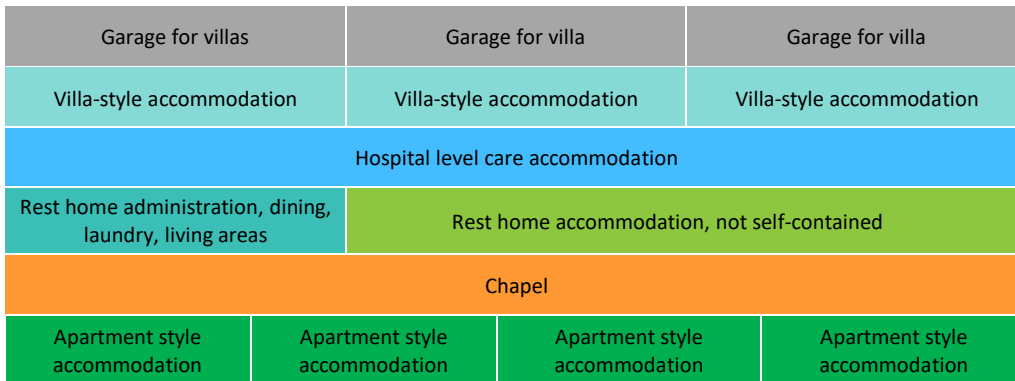 Garage for villas
Garage for villa
Garage for villa
Villa-style accommodation
Villa-style accommodation
Villa-style accommodation
Hospital level care accommodation
Rest home administration, dining,
laundry, living areas
Rest home accommodation, not self-contained
Chapel
Apartment style
accommodation
Apartment style
accommodation
Apartment style
accommodation
Apartment style
accommodation